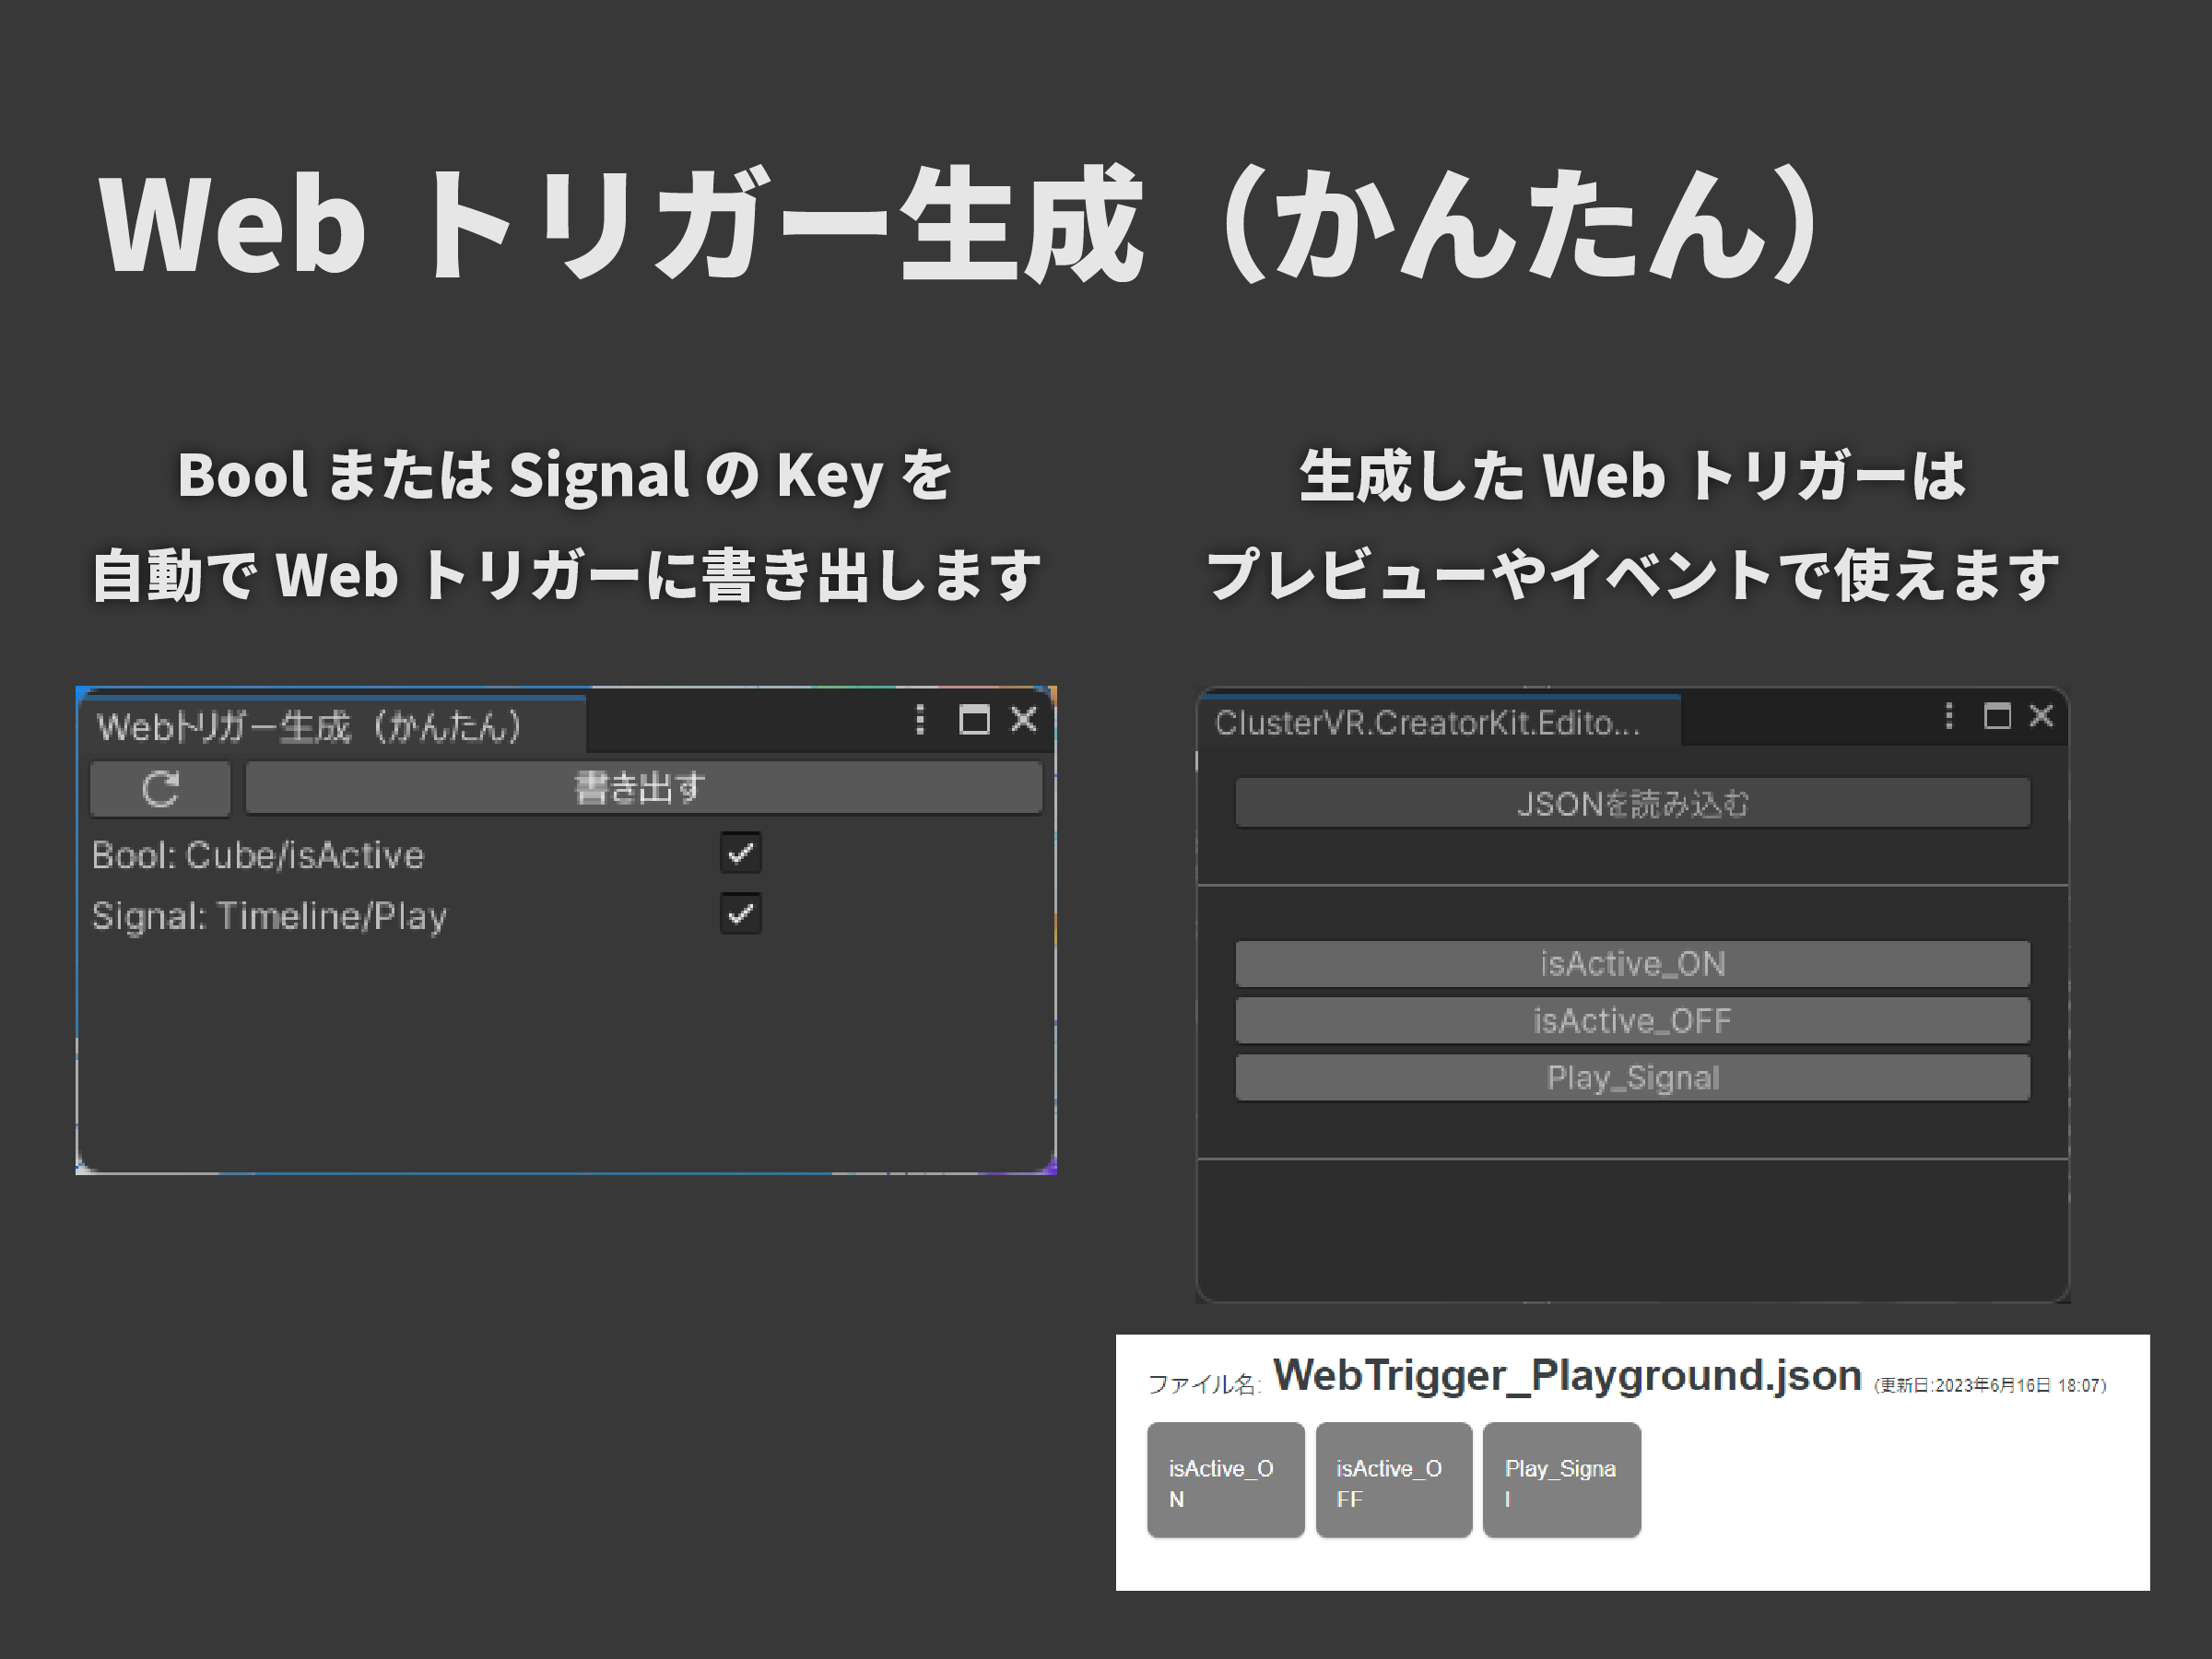 Web トリガー生成（かんたん）
Bool または Signal の Key を
自動で Web トリガーに書き出します
Webトリガー生成（かんたん）
書き出す
Bool: Cube/isActive
Signal: Timeline/Play
生成した Web トリガーは
プレビューやイベントで使えます
ClusterVR.CreatorKit.Edito...
JSONを読み込む
isActive_ON
isActive_OFF
Play_Signal
ファイル名: WebTrigger_Playground.json (更新日:2023年6月16日 18:07)
isActive_O
N
isActive_O
FF
Play_Signa
l